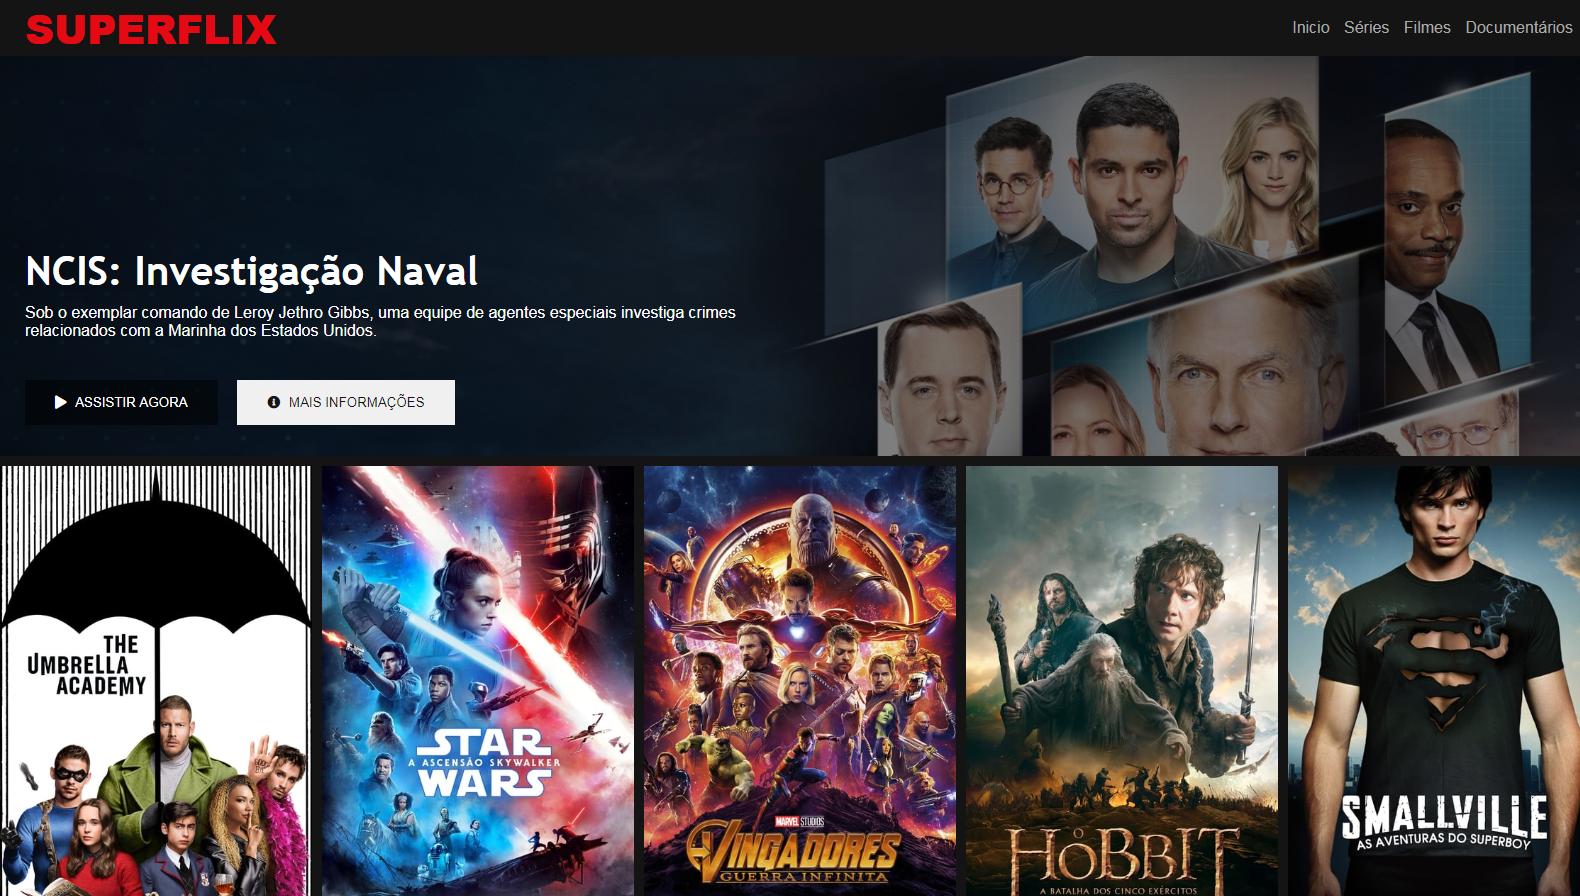 SUPERFLIX
Inicio Séries Filmes Documentários
NCIS: Investigação Naval
Sob o exemplar comando de Leroy Jethro Gibbs, uma equipe de agentes especiais investiga crimes
relacionados com a Marinha dos Estados Unidos.
ASSISTIR AGORA
MAIS INFORMAÇÕES
THE
UMBRELLA
ACADEMY
STAR
A ASCENSÃO SKYWALKER
WARS
MARVEL STUDIOS
VINGADORES
GUERRA INFINITA
O HOBBIT
A BATALHA DOS CINCO EXÉRCITOS
SMALLVILLE
AS AVENTURAS DO SUPERBOY